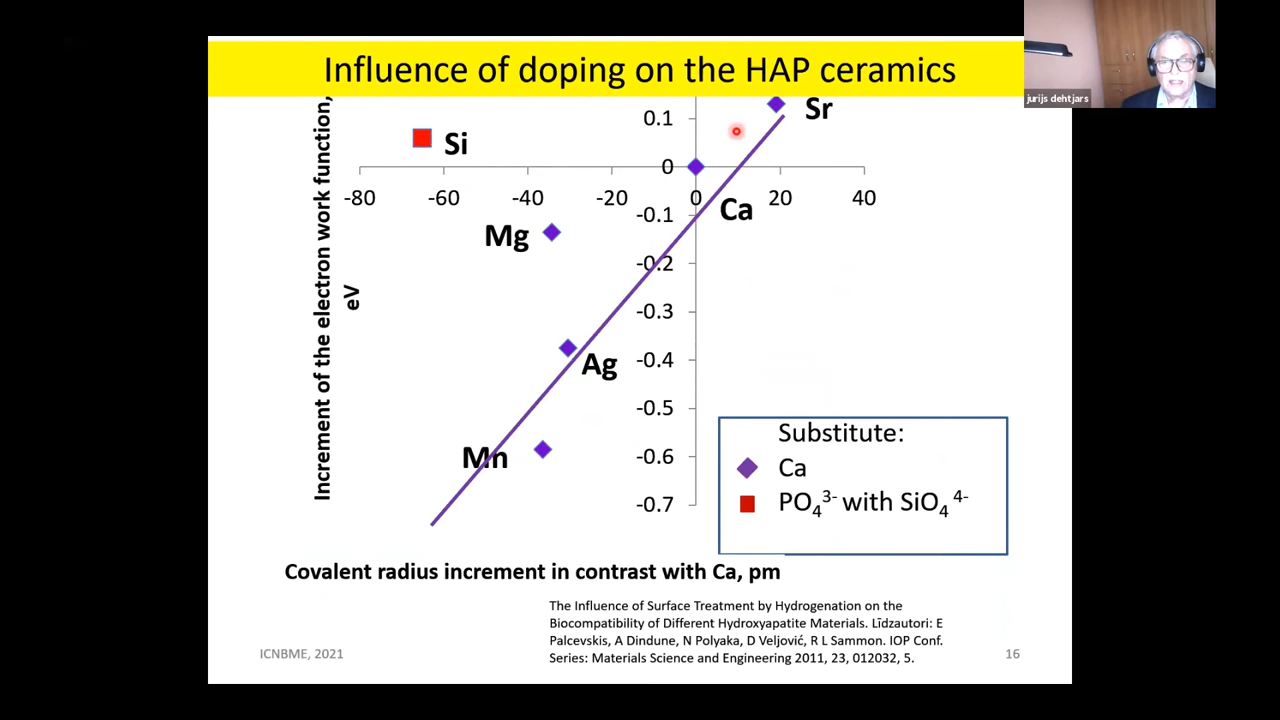 Influence of doping on the HAP ceramics
jurijs dehtjars
Increment of the electron work function,
eV
0.1
Sr
Si
0
-80 -60 -40 -20 0 20 40
Ca
-0.1
Mg
-0.2
-0.3
-0.4
Ag
-0.5
-0.6
Mn
-0.7
Substitute:
Ca
PO₄³⁻ with SiO₄ ⁴⁻
Covalent radius increment in contrast with Ca, pm
The Influence of Surface Treatment by Hydrogenation on the
Biocompatibility of Different Hydroxyapatite Materials. Līdzautori: E
Palcevskis, A Dindune, N Polyaka, D Veljović, R L Sammon. IOP Conf.
Series: Materials Science and Engineering 2011, 23, 012032, 5.
ICNBME, 2021
16